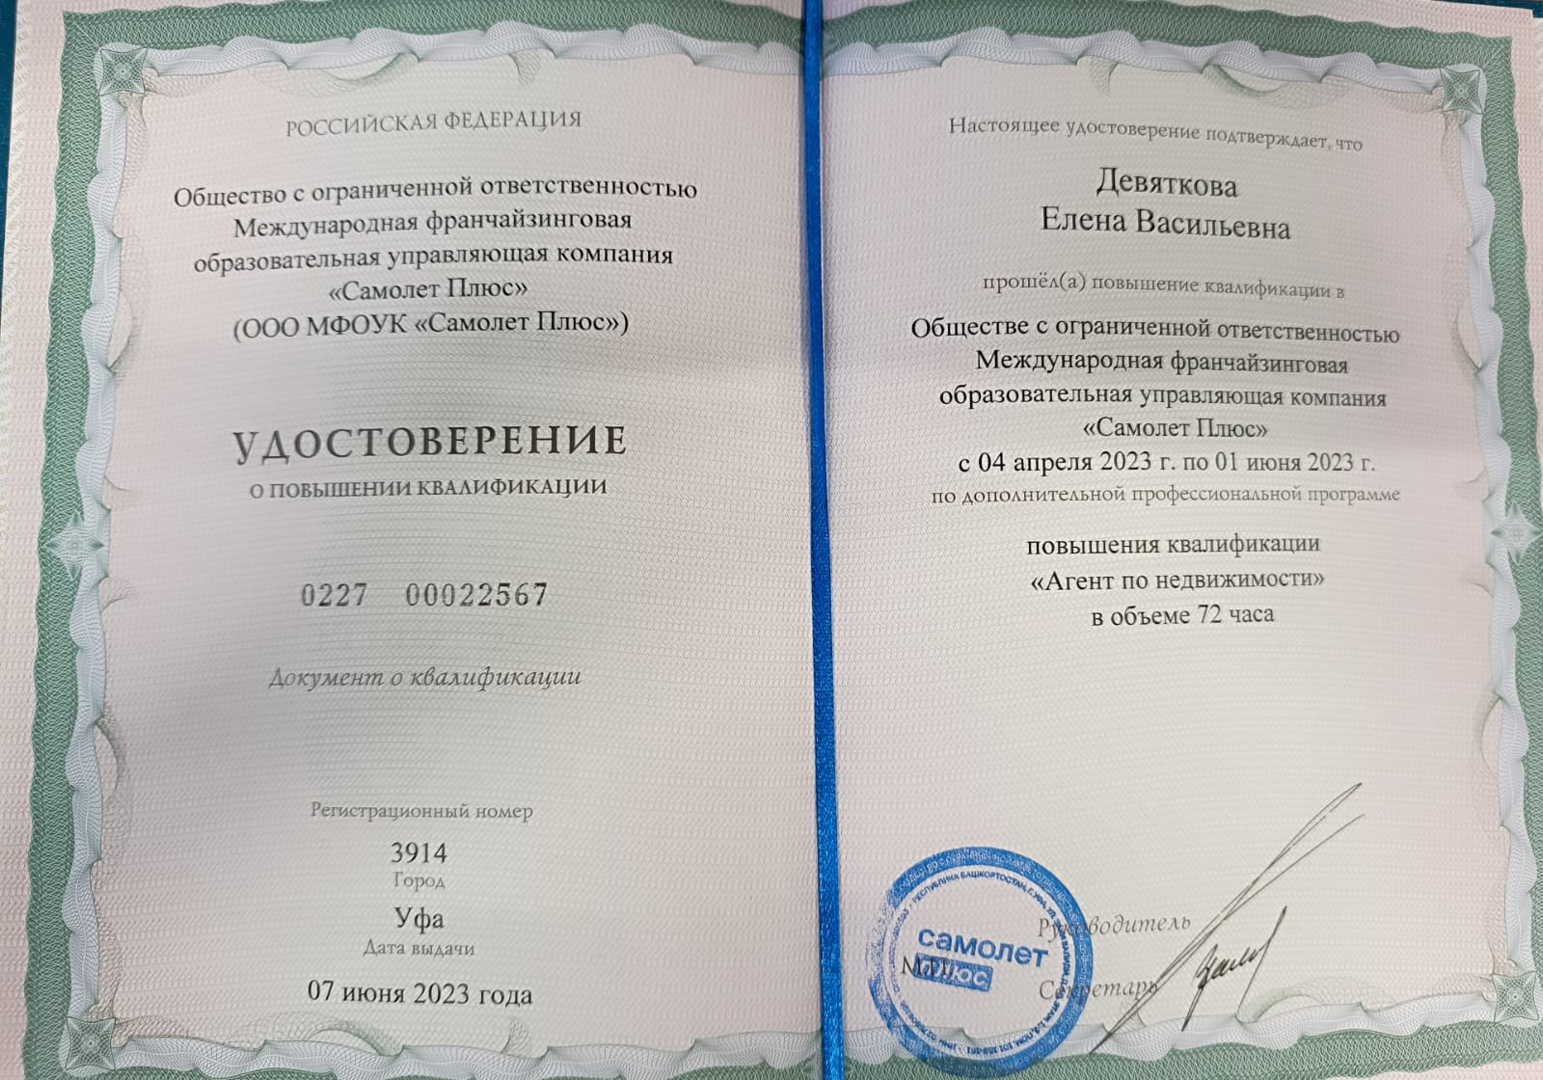 РОССИЙСКАЯ ФЕДЕРАЦИЯ
Общество с ограниченной ответственностью
Международная франчайзинговая
образовательная управляющая компания
«Самолет Плюс»
(ООО МФОУК «Самолет Плюс»)
УДОСТОВЕРЕНИЕ
О ПОВЫШЕНИИ КВАЛИФИКАЦИИ
0227 00022567
Документ о квалификации
Регистрационный номер
3914
Город
Уфа
Дата выдачи
07 июня 2023 года
Настоящее удостоверение подтверждает, что
Девяткова
Елена Васильевна
прошёл(а) повышение квалификации в
Обществе с ограниченной ответственностью
Международная франчайзинговая
образовательная управляющая компания
«Самолет Плюс»
с 04 апреля 2023 г. по 01 июня 2023 г.
по дополнительной профессиональной программе
повышения квалификации
«Агент по недвижимости»
в объеме 72 часа
Руководитель
М.П.
Секретарь
самолет
плюс
РЕСПУБЛИКА БАШКОРТОСТАН, Г. УФА